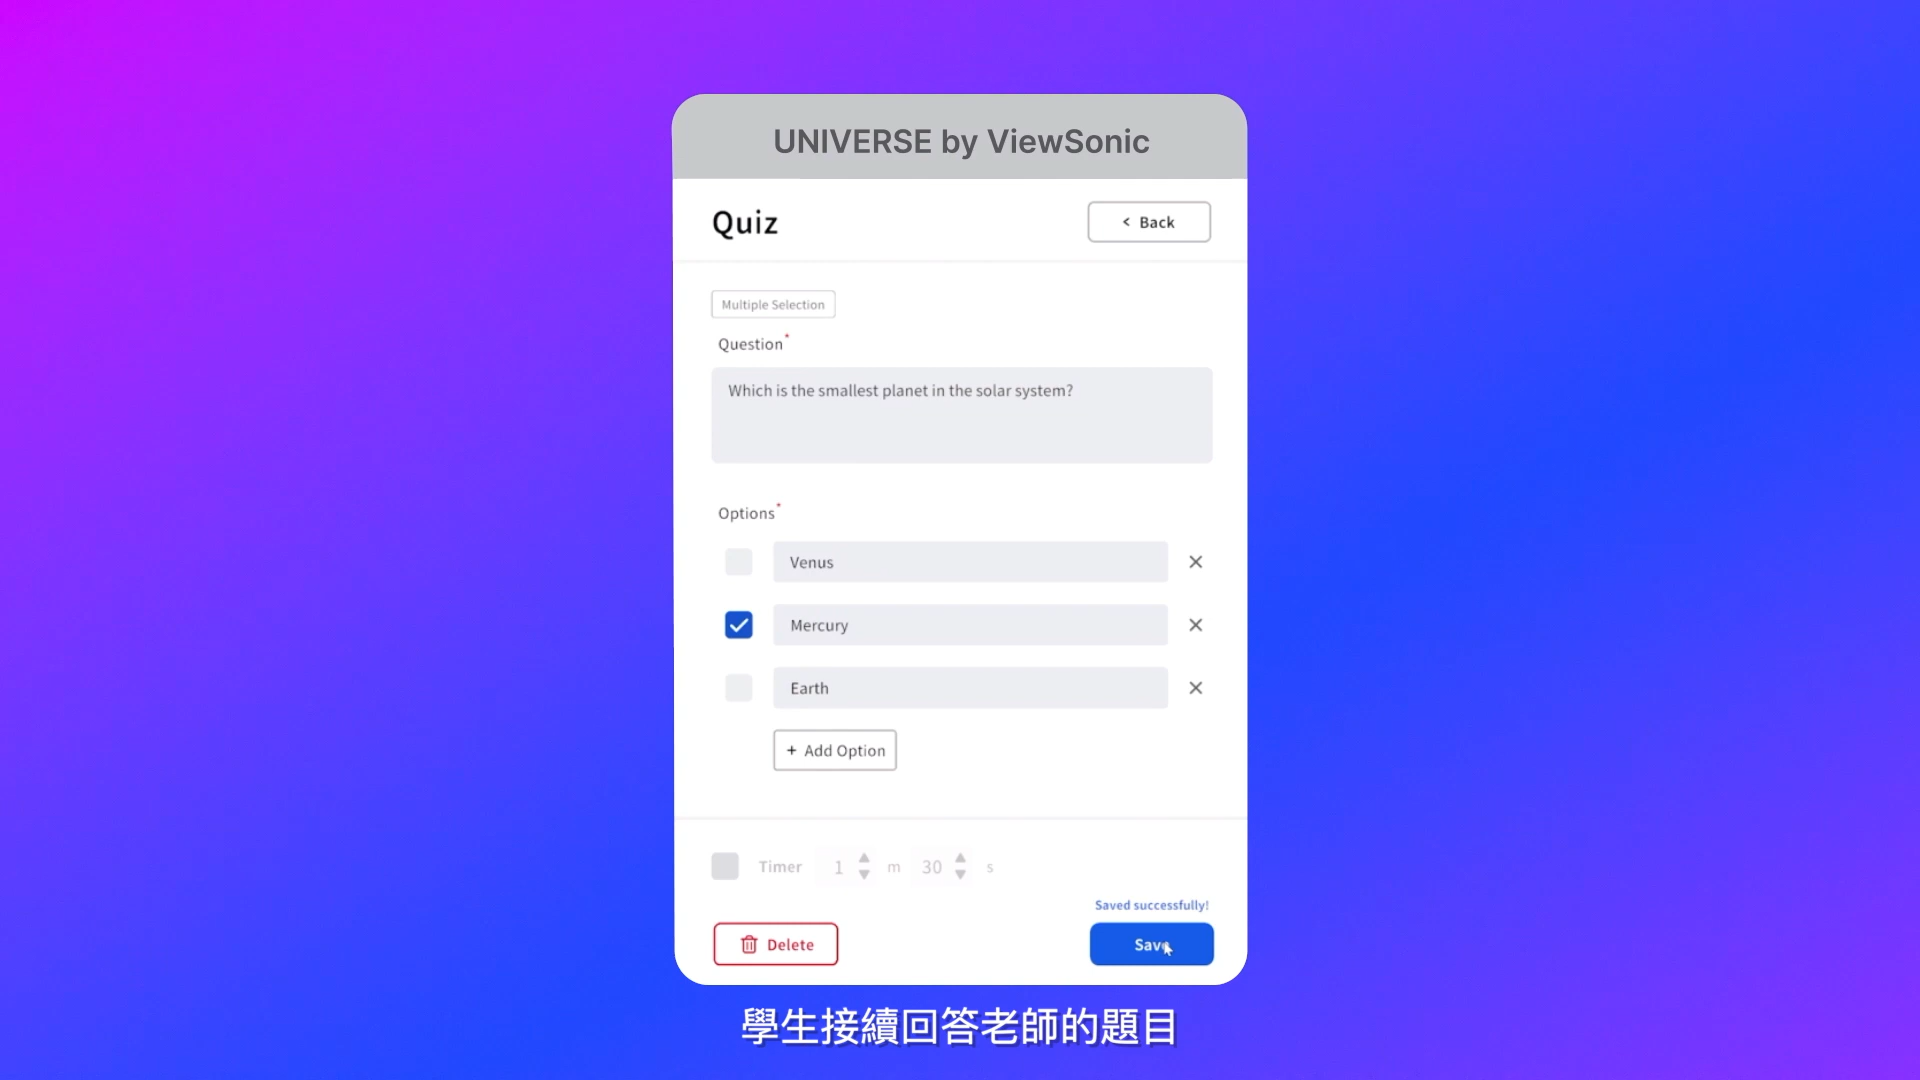 UNIVERSE by ViewSonic
Quiz
< Back
Multiple Selection
Question*
Which is the smallest planet in the solar system?
Options*
Venus
Mercury
Earth
+ Add Option
Timer 1 m 30 s
Saved successfully!
Delete
Save
學生接續回答老師的題目